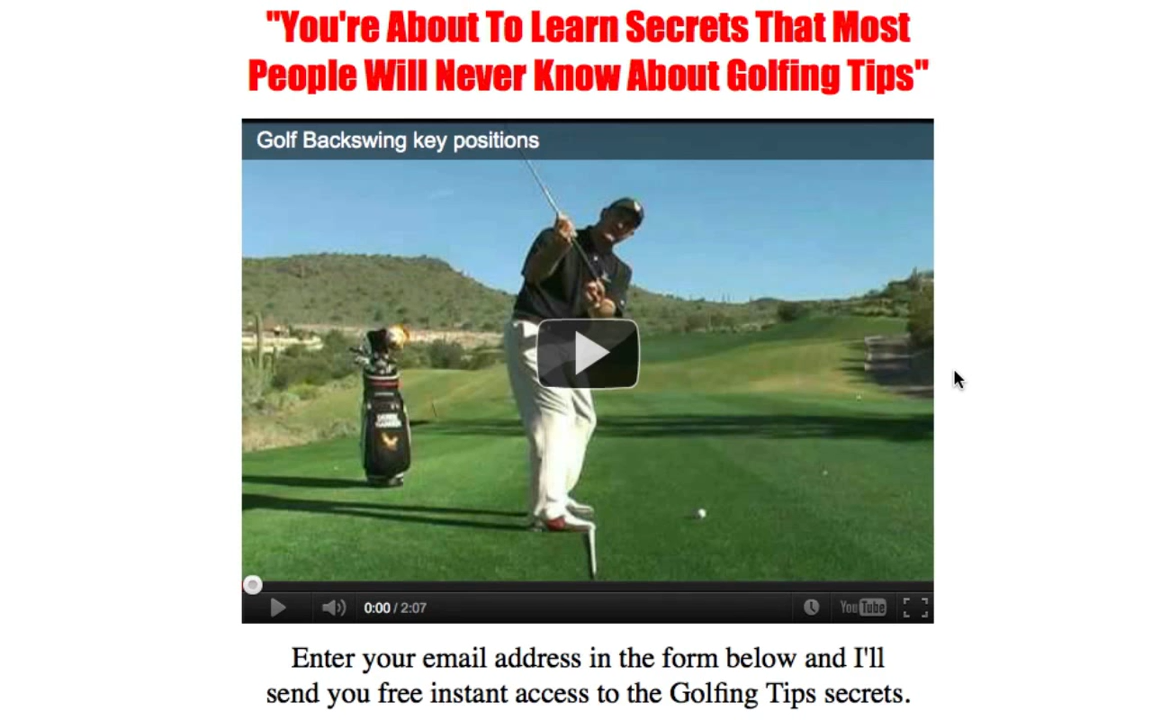 "You're About To Learn Secrets That Most
People Will Never Know About Golfing Tips"
Golf Backswing key positions
0:00 / 2:07
YouTube
Enter your email address in the form below and I'll
send you free instant access to the Golfing Tips secrets.